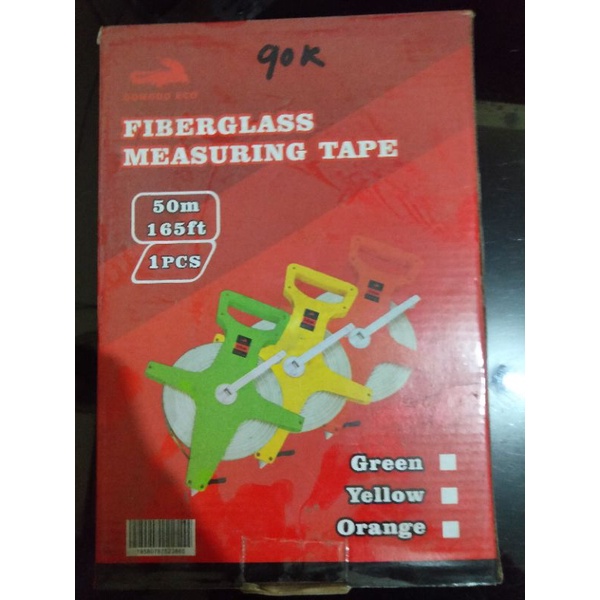 90K
FIBERGLASS
MEASURING TAPE
50m
165ft
1PCS
Green
Yellow
Orange